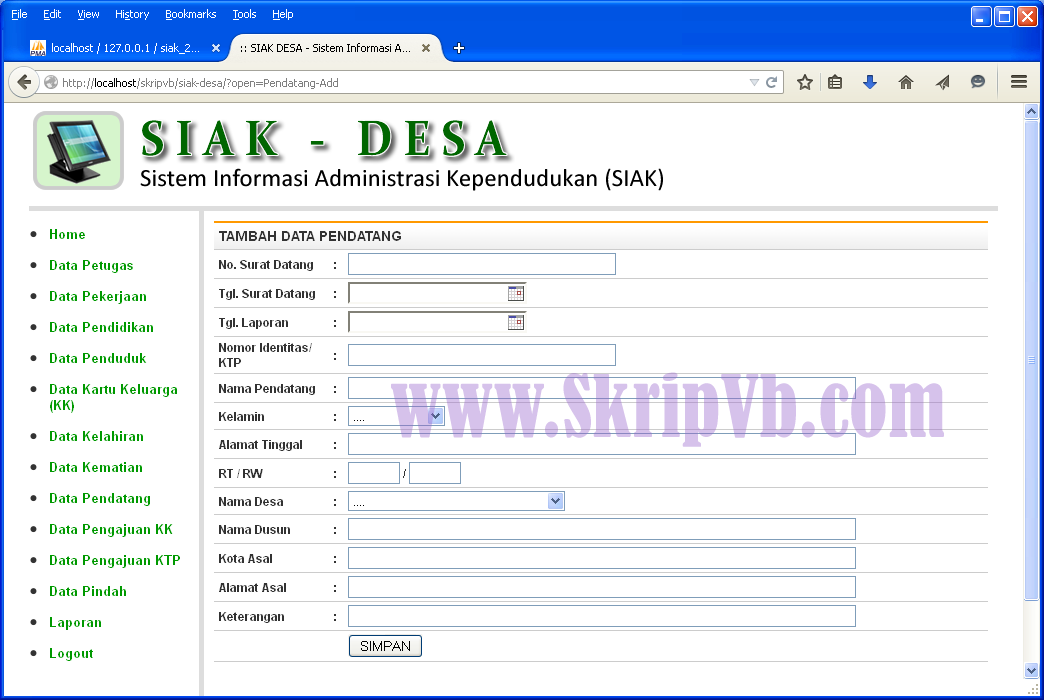 File Edit View History Bookmarks Tools Help
localhost / 127.0.0.1 / siak_2...
:: SIAK DESA - Sistem Informasi A...
http://localhost/skripvb/siak-desa/?open=Pendatang-Add
SIAK - DESA
Sistem Informasi Administrasi Kependudukan (SIAK)
Home
Data Petugas
Data Pekerjaan
Data Pendidikan
Data Penduduk
Data Kartu Keluarga
(KK)
Data Kelahiran
Data Kematian
Data Pendatang
Data Pengajuan KK
Data Pengajuan KTP
Data Pindah
Laporan
Logout
TAMBAH DATA PENDATANG
No. Surat Datang :
Tgl. Surat Datang :
Tgl. Laporan :
Nomor Identitas/
KTP :
Nama Pendatang :
www.SkripVb.com
Kelamin : ....
Alamat Tinggal :
RT / RW : /
Nama Desa : ....
Nama Dusun :
Kota Asal :
Alamat Asal :
Keterangan :
SIMPAN